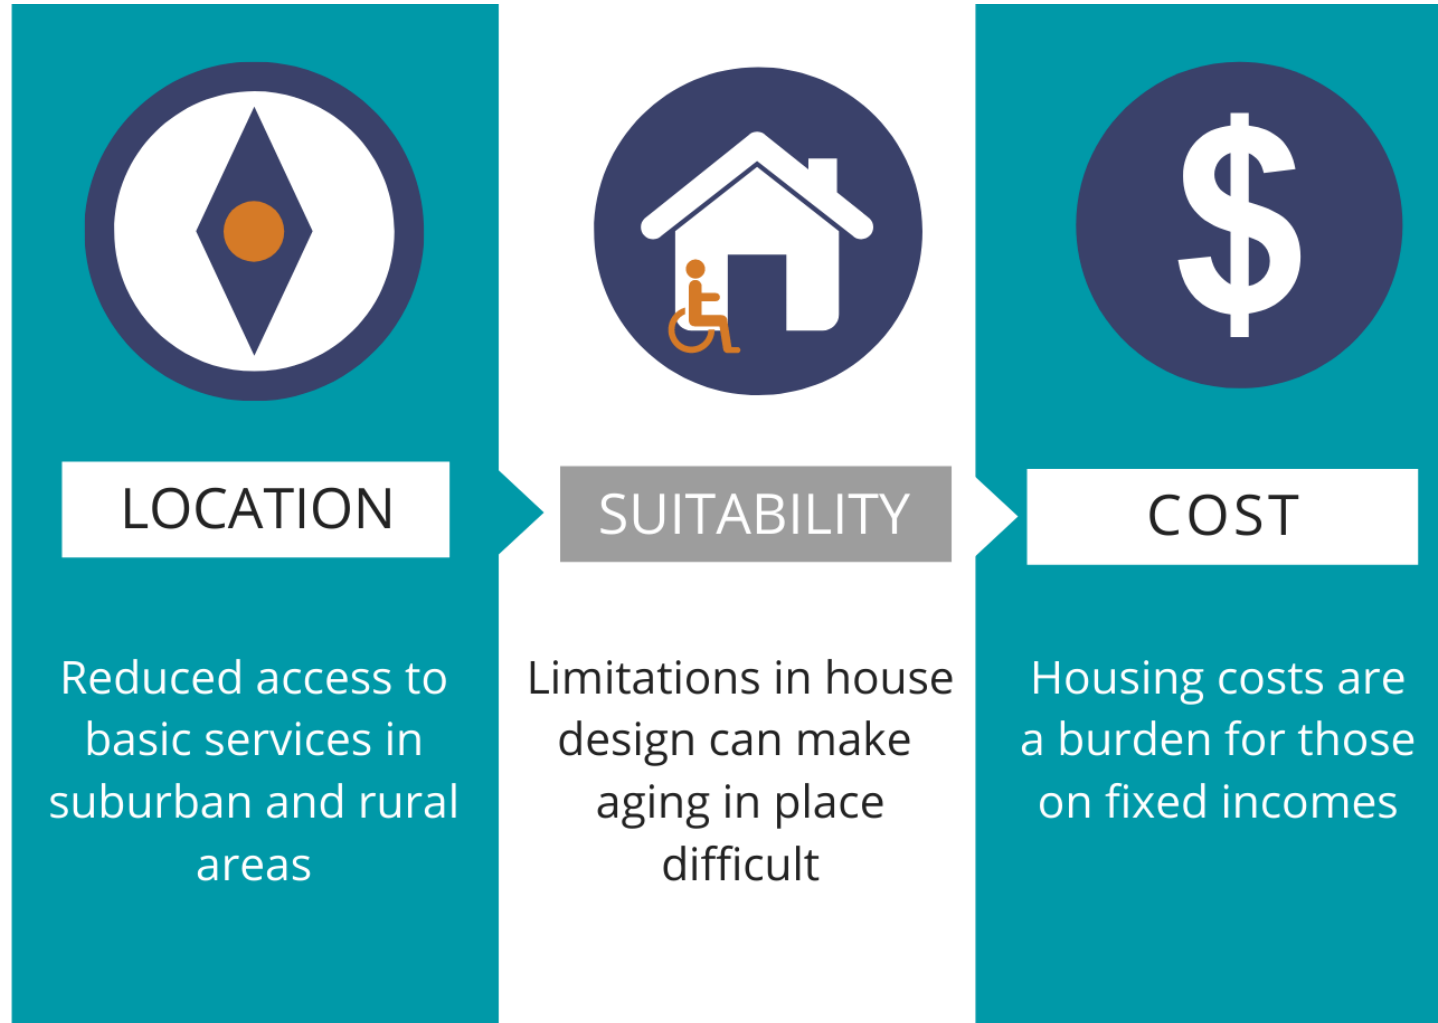 LOCATION
Reduced access to
basic services in
suburban and rural
areas
SUITABILITY
Limitations in house
design can make
aging in place
difficult
$
COST
Housing costs are
a burden for those
on fixed incomes